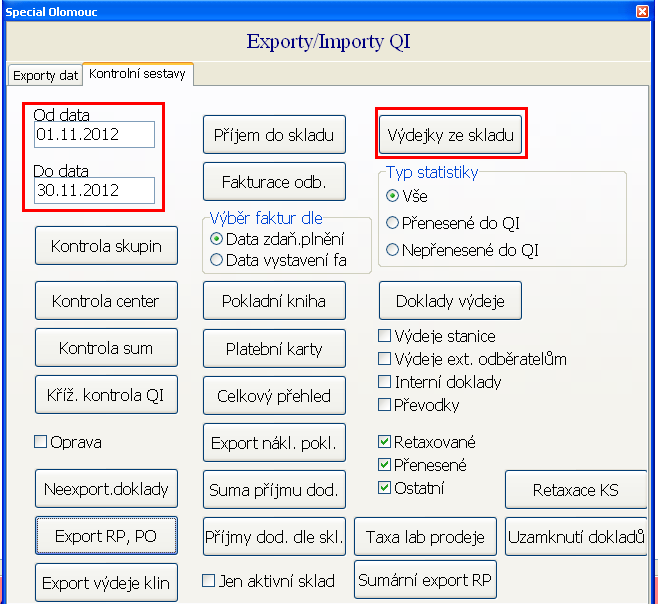 Special Olomouc
Exporty/Importy QI
Exporty dat
Kontrolní sestavy
Od data
01.11.2012
Do data
30.11.2012
Příjem do skladu
Výdejky ze skladu
Fakturace odb.
Typ statistiky
Vše
Přenesené do QI
Nepřenesené do QI
Výběr faktur dle
Data zdaň.plnění
Data vystavení fa
Kontrola skupin
Kontrola center
Pokladní kniha
Doklady výdeje
Kontrola sum
Platební karty
Výdeje stanice
Výdeje ext. odběratelům
Interní doklady
Převodky
Kříž. kontrola QI
Celkový přehled
Oprava
Export nákl. pokl.
Retaxované
Přenesené
Ostatní
Neexport.doklady
Suma příjmu dod.
Retaxace KS
Export RP, PO
Příjmy dod. dle skl.
Taxa lab prodeje
Uzamknutí dokladů
Export výdeje klin
Jen aktivní sklad
Sumární export RP